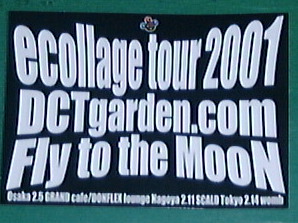 ecollage tour 2001
DCTgarden.com
Fly to the MooN
Osaka 2.5 GRAND cafe/DONFLEX lounge Nagoya 2.11 SCALD Tokyo 2.14 womb